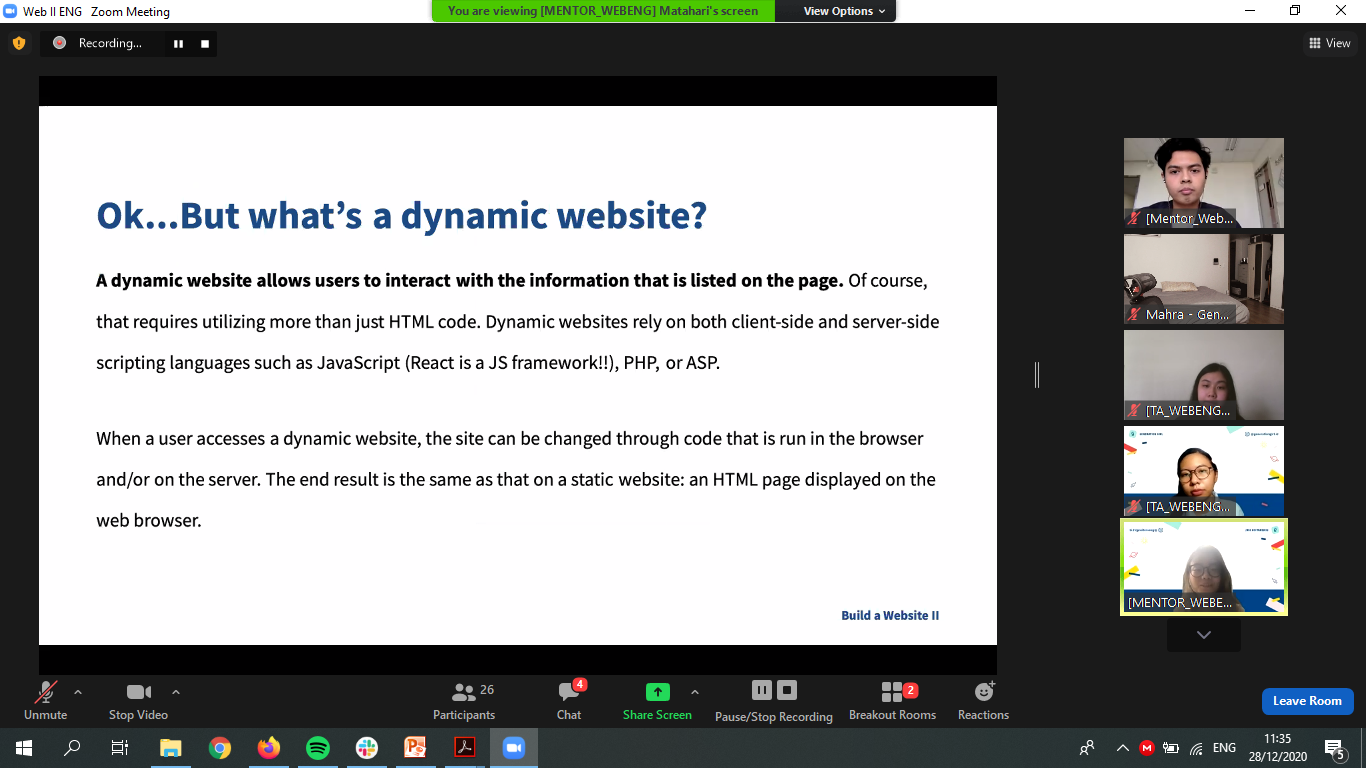 Web II ENG Zoom Meeting
You are viewing [MENTOR_WEBENG] Matahari's screen
View Options
Recording...
View
Ok...But what's a dynamic website?
A dynamic website allows users to interact with the information that is listed on the page. Of course,
that requires utilizing more than just HTML code. Dynamic websites rely on both client-side and server-side
scripting languages such as JavaScript (React is a JS framework!!), PHP, or ASP.
When a user accesses a dynamic website, the site can be changed through code that is run in the browser
and/or on the server. The end result is the same as that on a static website: an HTML page displayed on the
web browser.
Build a Website II
[Mentor_Web...
Mahra - Gen...
[TA_WEBENG...
[TA_WEBENG...
[MENTOR_WEBE...
Unmute
Stop Video
26
Participants
4
Chat
Share Screen
Pause/Stop Recording
2
Breakout Rooms
Reactions
Leave Room
ENG
11:35
28/12/2020
5